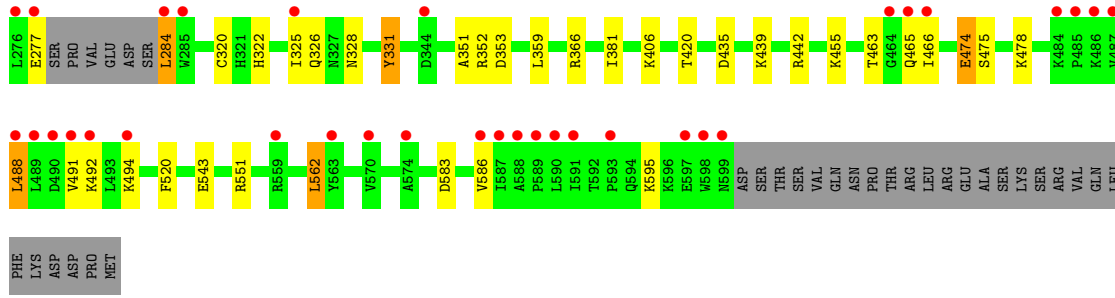 L276 E277 SER PRO VAL GLU ASP SER L284 W285 C320 H321 H322 I325 Q326 N327 N328 Y331 D344 A351 R352 D353 L359 R366 I381 K406 T420 D435 K439 R442 K455 T463 G464 Q465 I466 E474 S475 K478 K484 P485 K486 V487
L488 L489 D490 V491 K492 L493 K494 F520 E543 R551 R559 L562 Y563 V570 A574 D583 V586 I587 A588 P589 L590 I591 T592 P593 Q594 K595 K596 E597 W598 N599 ASP SER THR SER VAL GLN ASN PRO THR ARG LEU ARG GLU ALA SER LYS SER ARG VAL GLN LEU
PHE LYS ASP ASP PRO MET